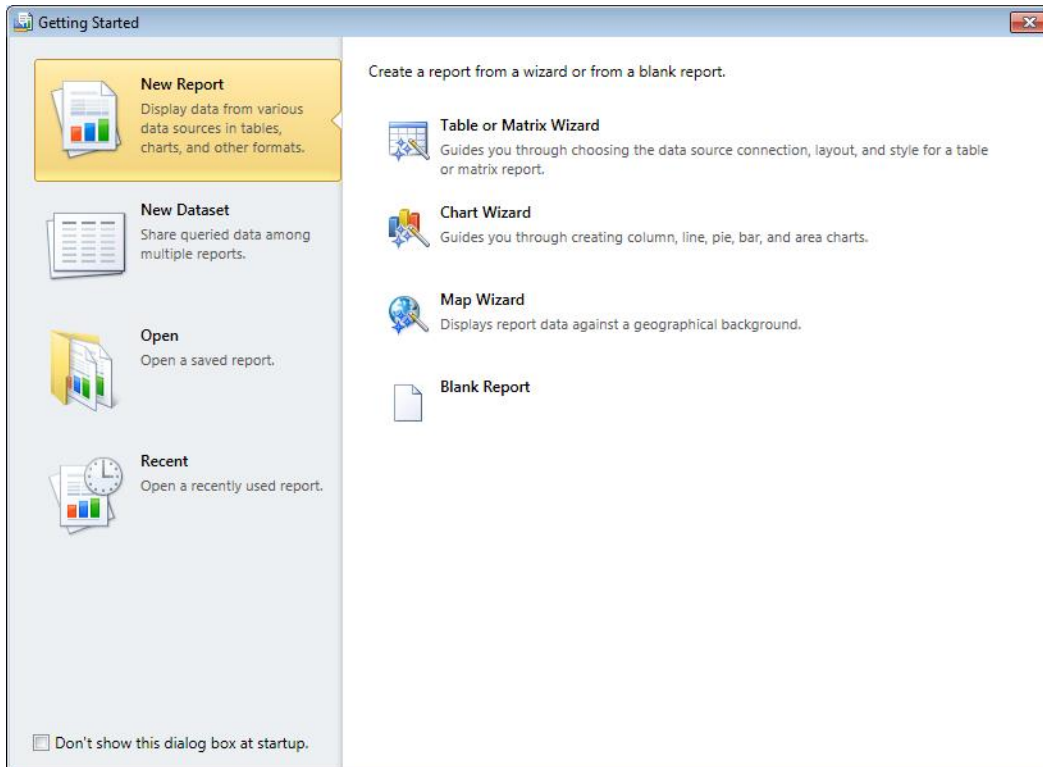 Getting Started
New Report
Display data from various
data sources in tables,
charts, and other formats.
New Dataset
Share queried data among
multiple reports.
Open
Open a saved report.
Recent
Open a recently used report.
Don't show this dialog box at startup.
Create a report from a wizard or from a blank report.
Table or Matrix Wizard
Guides you through choosing the data source connection, layout, and style for a table
or matrix report.
Chart Wizard
Guides you through creating column, line, pie, bar, and area charts.
Map Wizard
Displays report data against a geographical background.
Blank Report